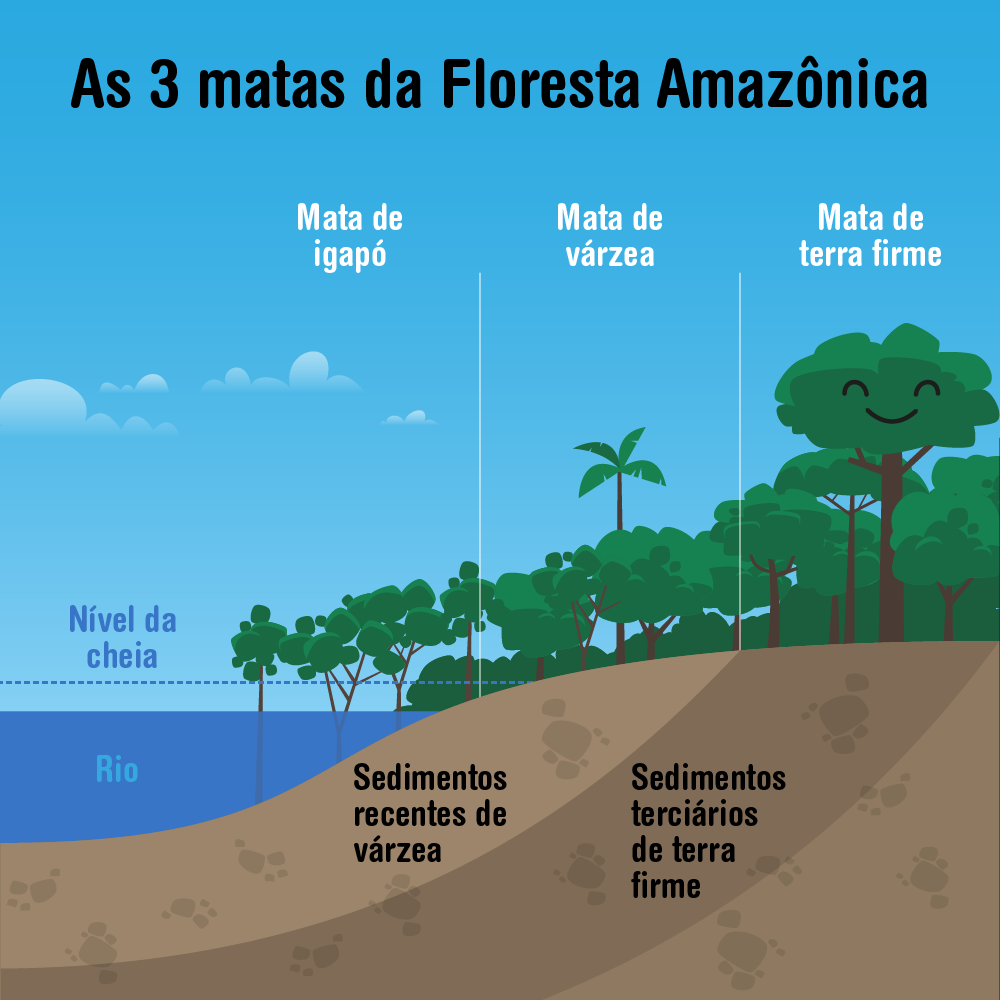 As 3 matas da Floresta Amazônica
Mata de
igapó
Mata de
várzea
Mata de
terra firme
Nível da
cheia
Rio
Sedimentos
recentes de
várzea
Sedimentos
terciários
de terra
firme